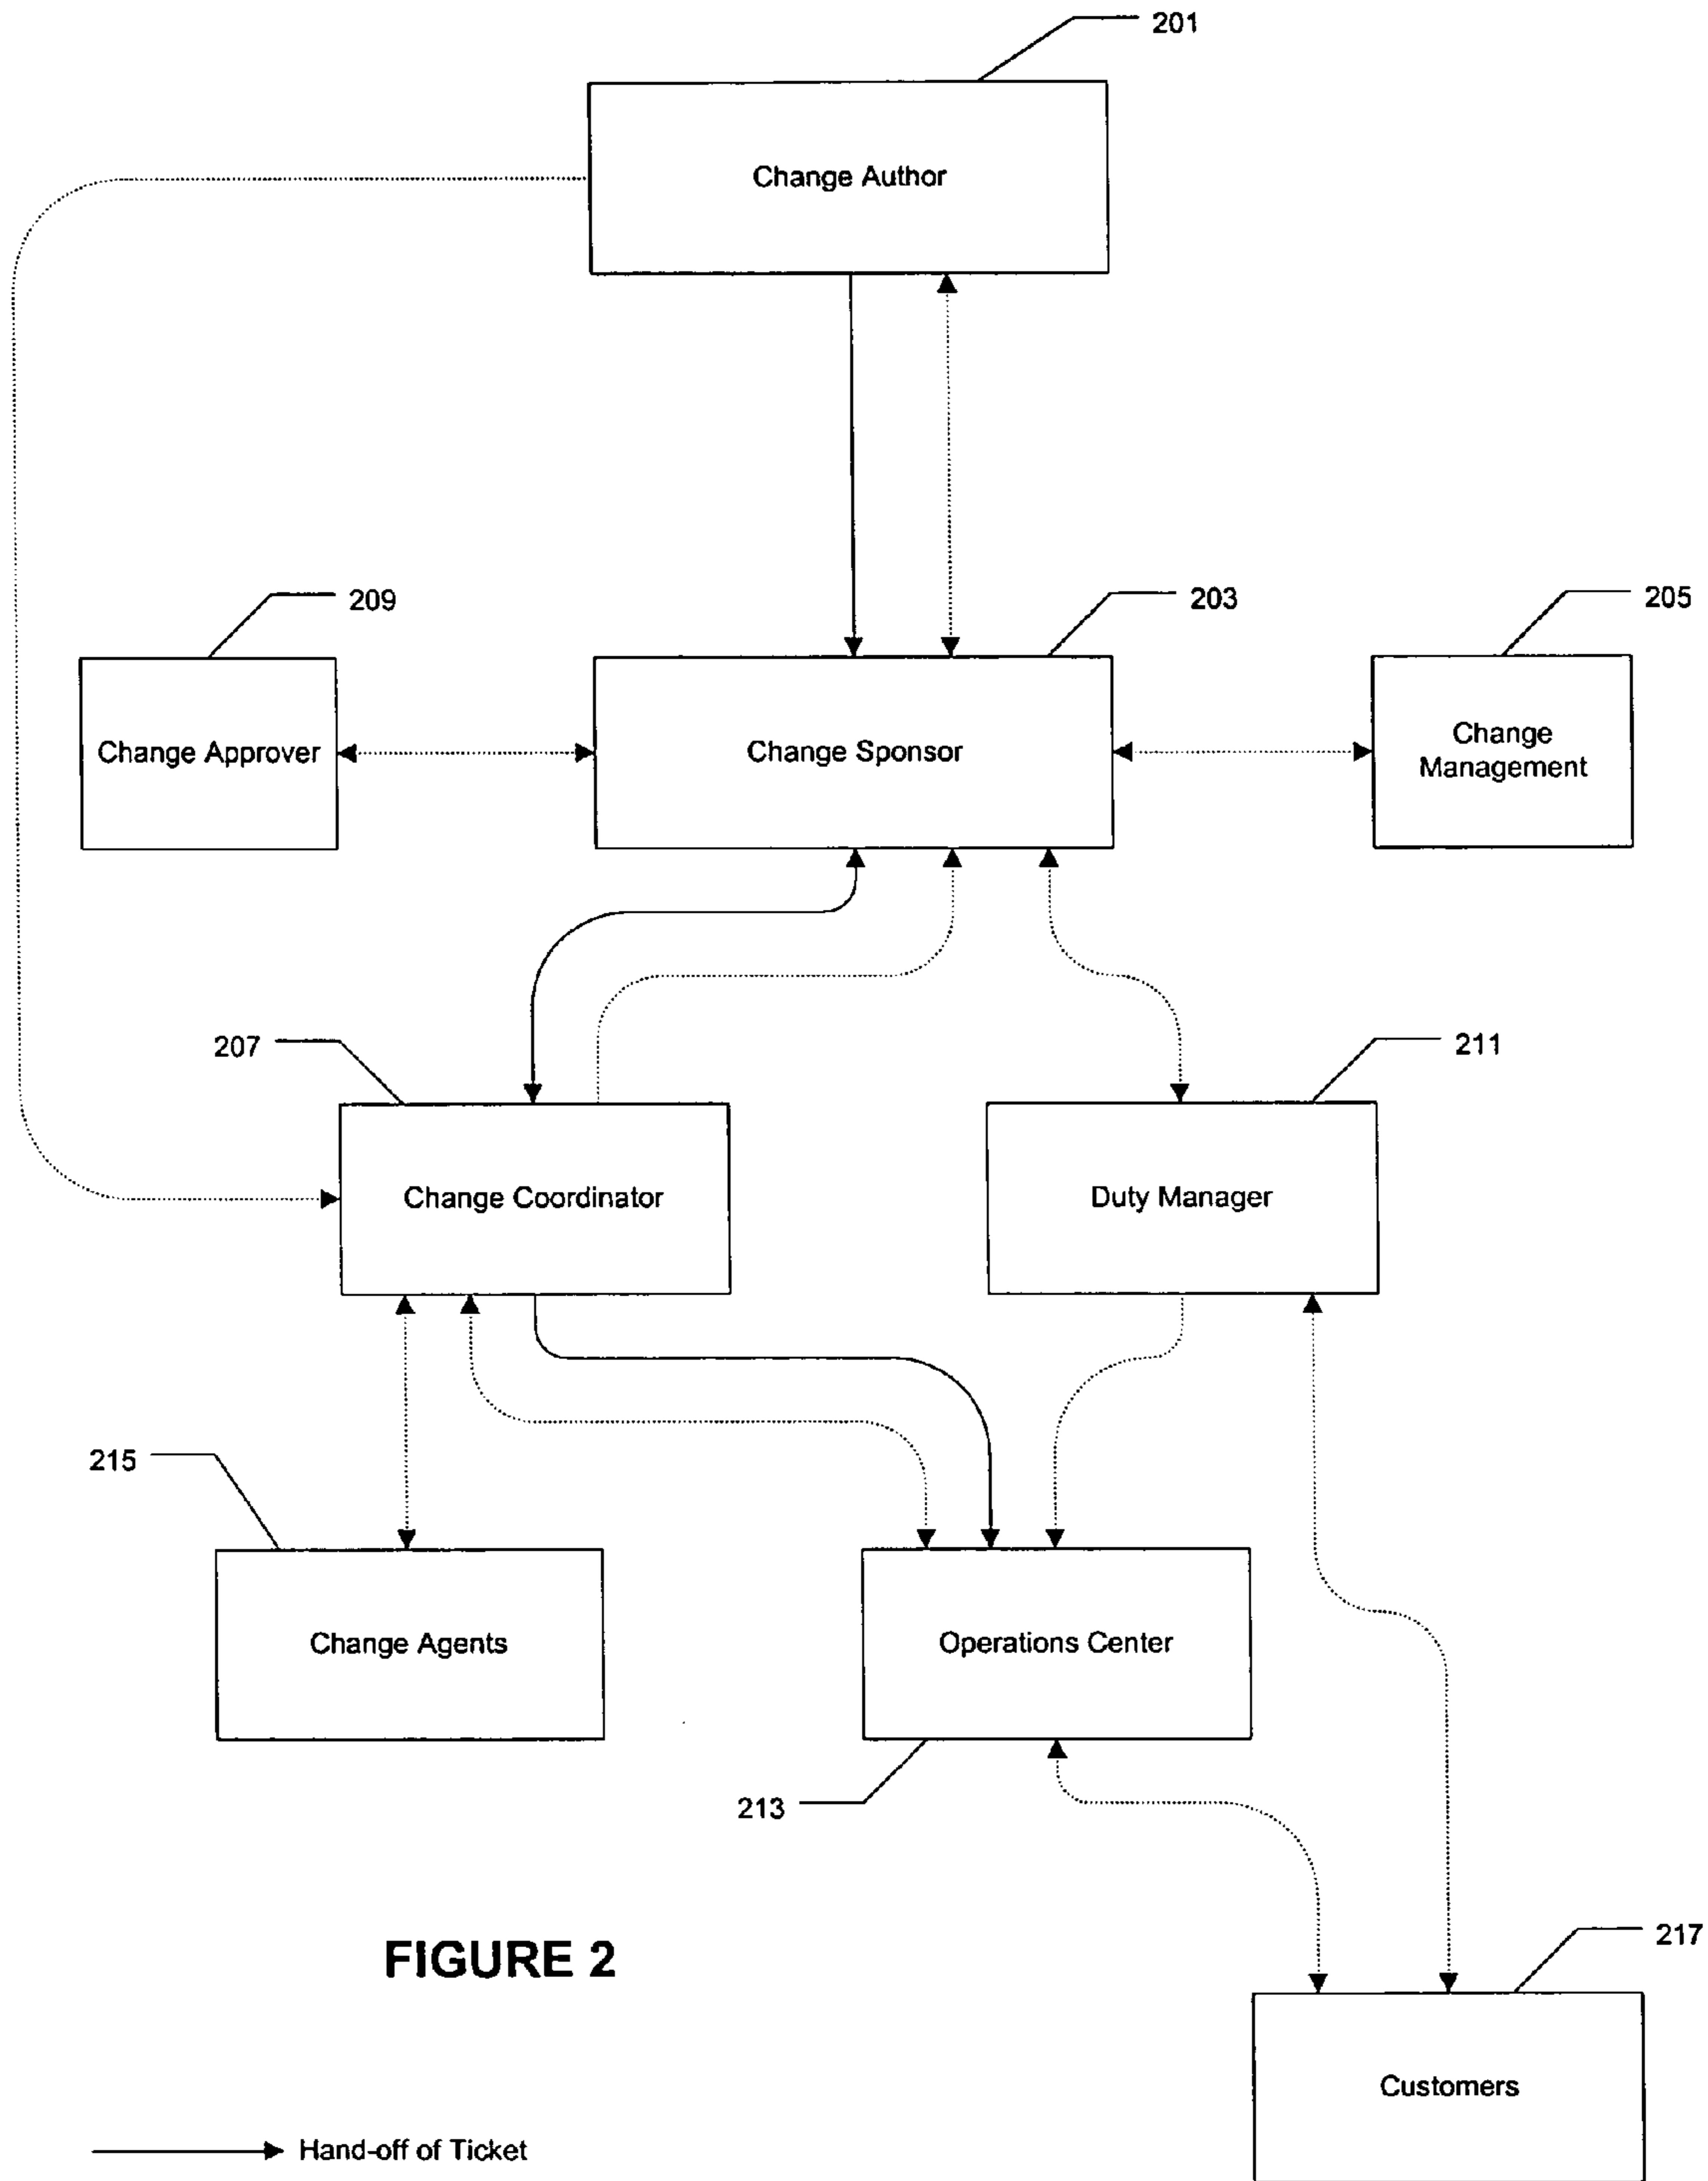 201
Change Author
209
203
205
Change Approver
Change Sponsor
Change
Management
207
211
Change Coordinator
Duty Manager
215
Change Agents
Operations Center
213
217
FIGURE 2
Customers
Hand-off of Ticket